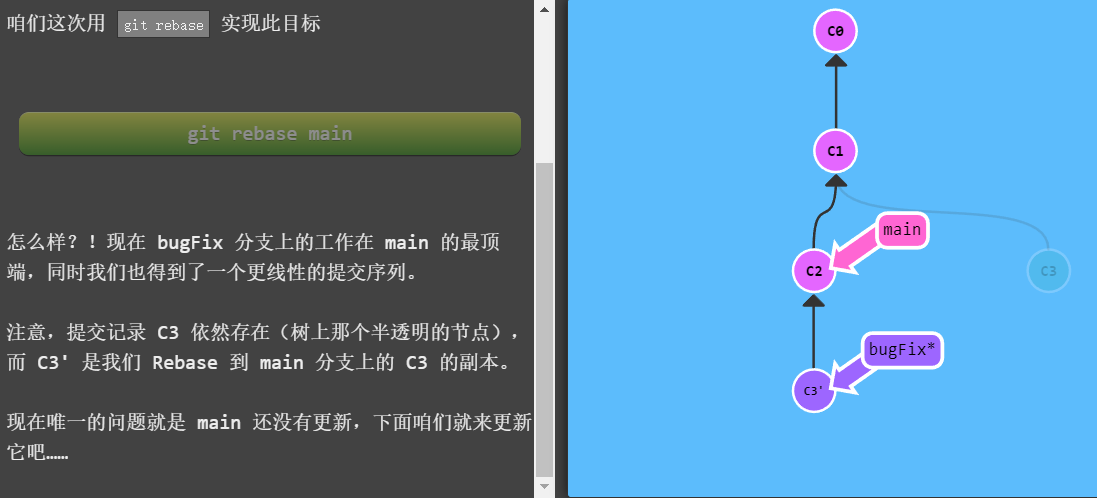 咱们这次用 git rebase 实现此目标
git rebase main
怎么样?!现在 bugFix 分支上的工作在 main 的最顶
端，同时我们也得到了一个更线性的提交序列。
注意，提交记录 C3 依然存在（树上那个半透明的节点），
而 C3' 是我们 Rebase 到 main 分支上的 C3 的副本。
现在唯一的问题就是 main 还没有更新，下面咱们就来更新
它吧……
C0
C1
main
C2
C3
bugFix*
C3'